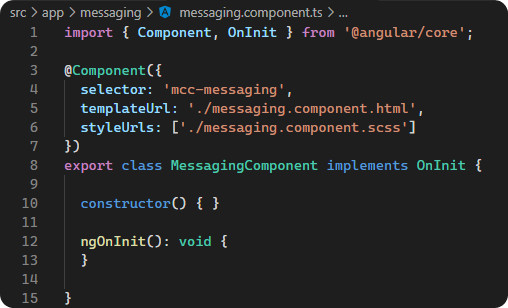 src > app > messaging > messaging.component.ts > ...
1 import { Component, OnInit } from '@angular/core';
2
3 @Component({
4   selector: 'mcc-messaging',
5   templateUrl: './messaging.component.html',
6   styleUrls: ['./messaging.component.scss']
7 })
8 export class MessagingComponent implements OnInit {
9
10   constructor() { }
11
12   ngOnInit(): void {
13   }
14
15 }